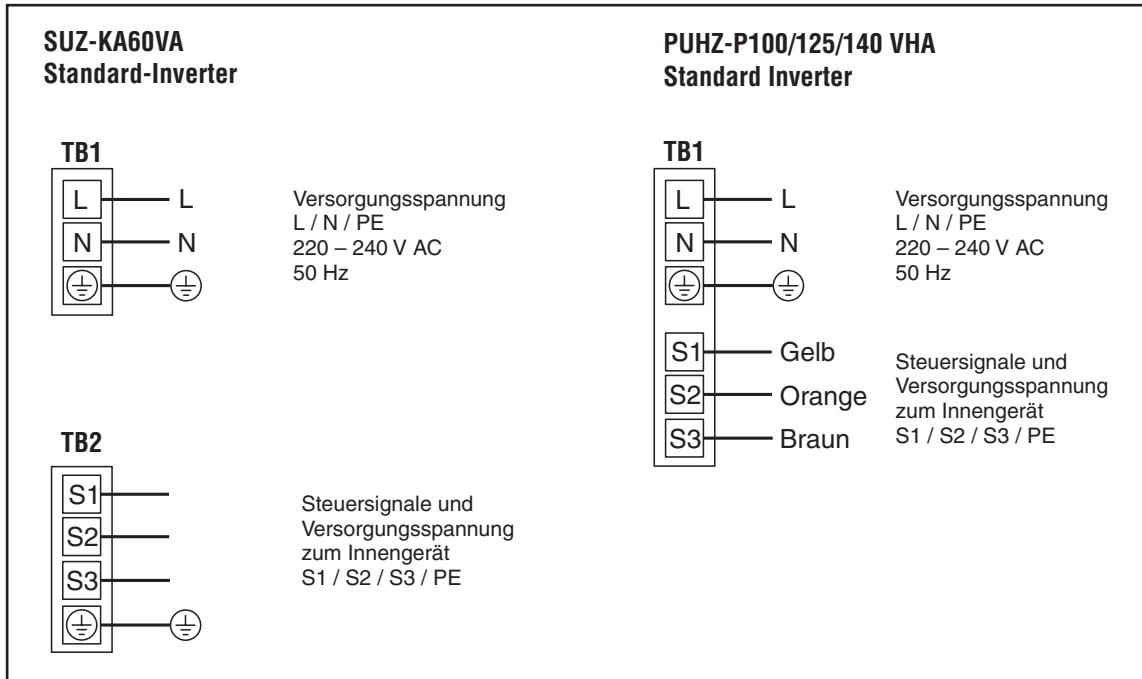 SUZ-KA60VA
Standard-Inverter
TB1
L
L
N
N
Versorgungsspannung
L / N / PE
220 – 240 V AC
50 Hz
TB2
S1
S2
S3
Steuersignale und
Versorgungsspannung
zum Innengerät
S1 / S2 / S3 / PE
PUHZ-P100/125/140 VHA
Standard Inverter
TB1
L
L
N
N
Versorgungsspannung
L / N / PE
220 – 240 V AC
50 Hz
S1
Gelb
S2
Orange
S3
Braun
Steuersignale und
Versorgungsspannung
zum Innengerät
S1 / S2 / S3 / PE